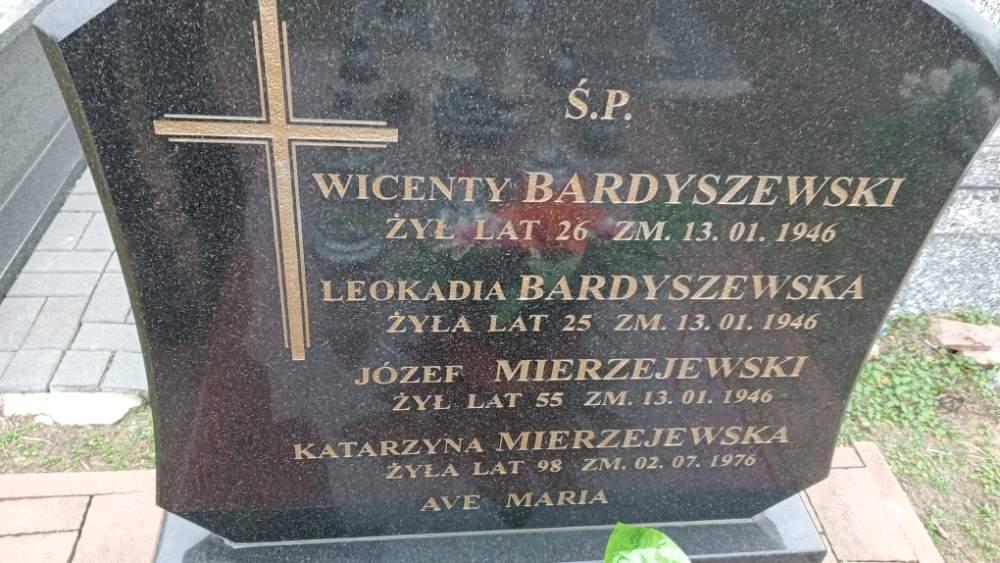 Ś.P.
WICENTY BARDYSZEWSKI
ŻYŁ LAT 26 ZM. 13. 01. 1946
LEOKADIA BARDYSZEWSKA
ŻYŁA LAT 25 ZM. 13. 01. 1946
JÓZEF MIERZEJEWSKI
ŻYŁ LAT 55 ZM. 13. 01. 1946
KATARZYNA MIERZEJEWSKA
ŻYŁA LAT 98 ZM. 02. 07. 1976
AVE MARIA